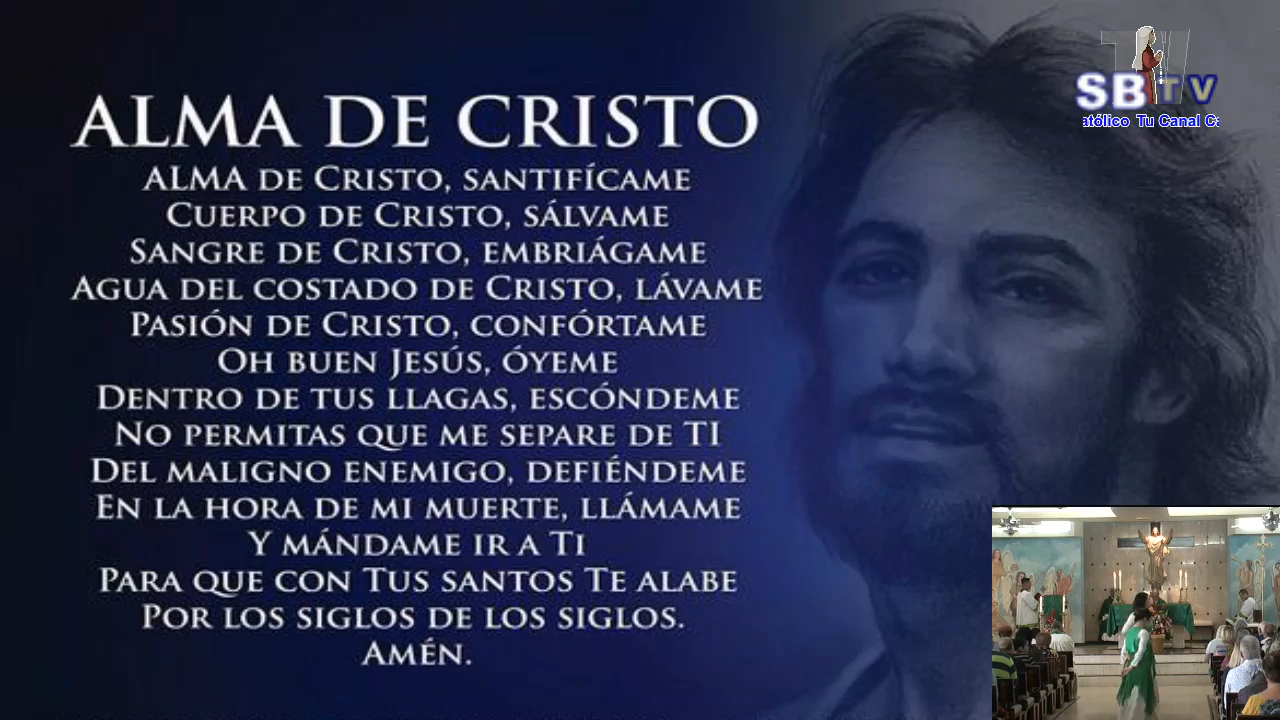 ALMA DE CRISTO
ALMA DE CRISTO, SANTIFÍCAME
CUERPO DE CRISTO, SÁLVAME
SANGRE DE CRISTO, EMBRIÁGAME
AGUA DEL COSTADO DE CRISTO, LÁVAME
PASIÓN DE CRISTO, CONFÓRTAME
OH BUEN JESÚS, ÓYEME
DENTRO DE TUS LLAGAS, ESCÓNDEME
NO PERMITAS QUE ME SEPARE DE TI
DEL MALIGNO ENEMIGO, DEFIÉNDEME
EN LA HORA DE MI MUERTE, LLÁMAME
Y MÁNDAME IR A TI
PARA QUE CON TUS SANTOS TE ALABE
POR LOS SIGLOS DE LOS SIGLOS.
AMÉN.
SBTV
atólico Tu Canal Ca